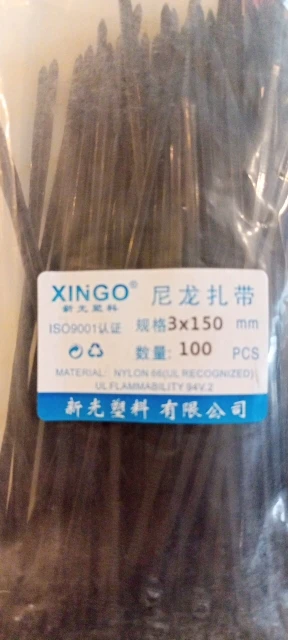 XINGO®
新光塑料
尼龙扎带
ISO9001认证
规格3x150 mm
数量: 100 PCS
MATERIAL: NYLON 66(UL RECOGNIZED)
UL FLAMMABILITY 94V.2
新光塑料 有限公司